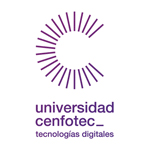 universidad
cenfotec_
tecnologías digitales